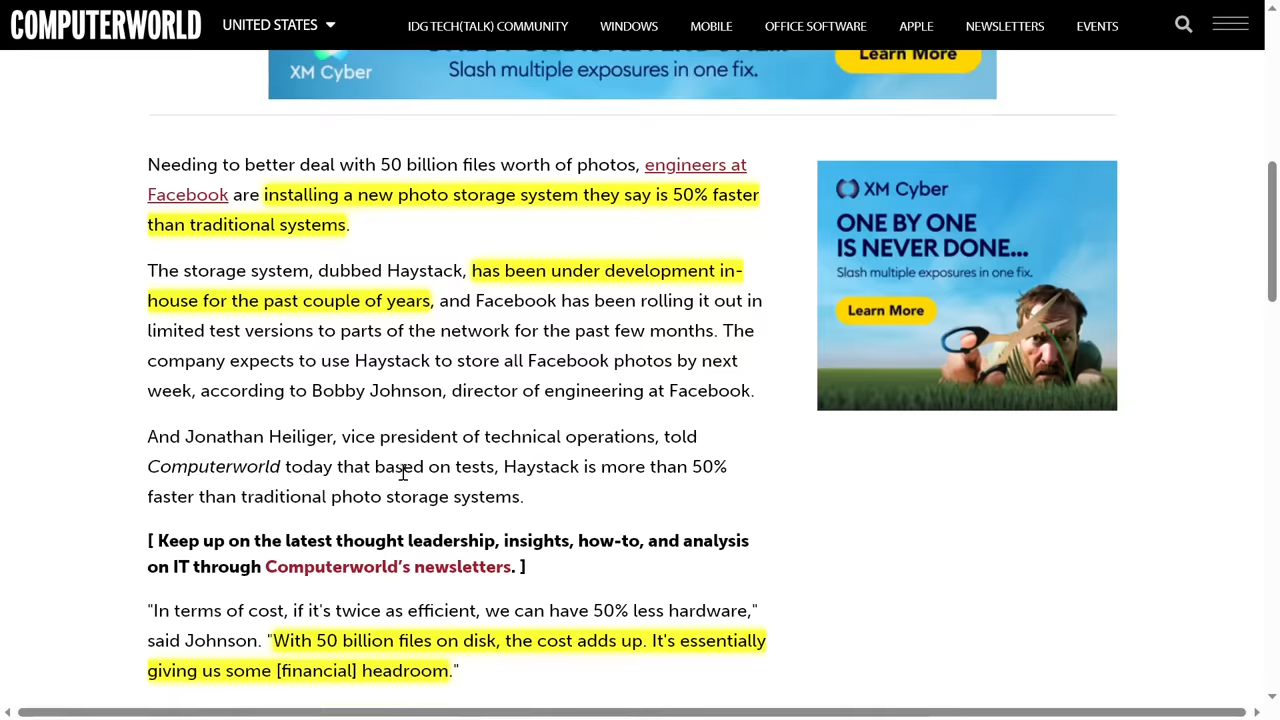 COMPUTERWORLD UNITED STATES IDG TECH(TALK) COMMUNITY WINDOWS MOBILE OFFICE SOFTWARE APPLE NEWSLETTERS EVENTS
XM Cyber
Slash multiple exposures in one fix.
Learn More
Needing to better deal with 50 billion files worth of photos, engineers at
Facebook are installing a new photo storage system they say is 50% faster
than traditional systems.
The storage system, dubbed Haystack, has been under development in-
house for the past couple of years, and Facebook has been rolling it out in
limited test versions to parts of the network for the past few months. The
company expects to use Haystack to store all Facebook photos by next
week, according to Bobby Johnson, director of engineering at Facebook.
And Jonathan Heiliger, vice president of technical operations, told
Computerworld today that based on tests, Haystack is more than 50%
faster than traditional photo storage systems.
[ Keep up on the latest thought leadership, insights, how-to, and analysis
on IT through Computerworld's newsletters. ]
"In terms of cost, if it's twice as efficient, we can have 50% less hardware,"
said Johnson. "With 50 billion files on disk, the cost adds up. It's essentially
giving us some [financial] headroom."
XM Cyber
ONE BY ONE
IS NEVER DONE...
Slash multiple exposures in one fix.
Learn More